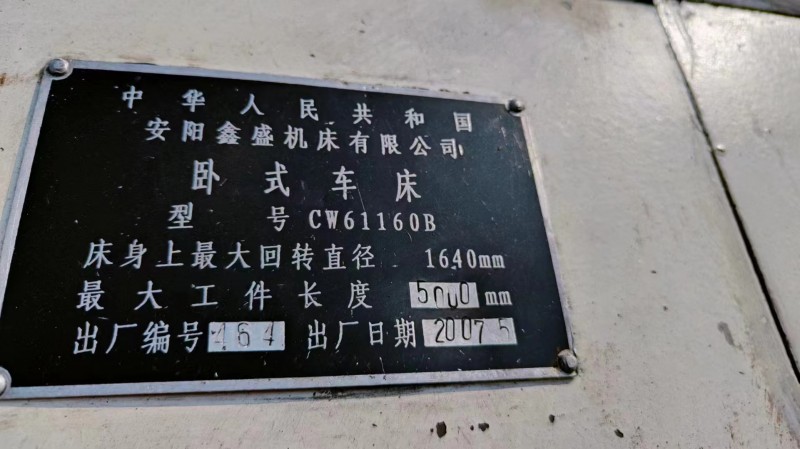 中华人民共和国
安阳鑫盛机床有限公司
卧式车床
型号 CW61160B
床身上最大回转直径 1640mm
最大工件长度 5000 mm
出厂编号 464 出厂日期 2007 5